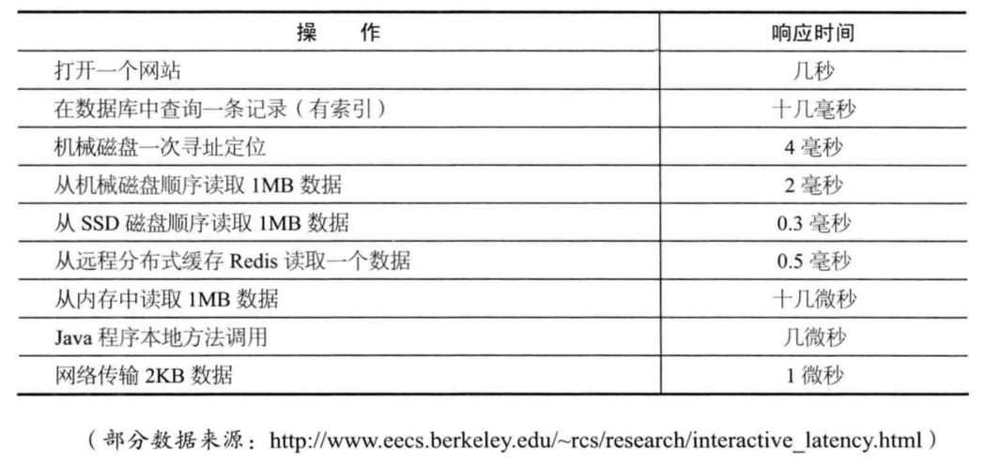 操 作 响应时间
打开一个网站 几秒
在数据库中查询一条记录（有索引） 十几毫秒
机械磁盘一次寻址定位 4 毫秒
从机械磁盘顺序读取 1MB 数据 2 毫秒
从 SSD 磁盘顺序读取 1MB 数据 0.3 毫秒
从远程分布式缓存 Redis 读取一个数据 0.5 毫秒
从内存中读取 1MB 数据 十几微秒
Java 程序本地方法调用 几微秒
网络传输 2KB 数据 1 微秒
（部分数据来源：http://www.eecs.berkeley.edu/~rcs/research/interactive_latency.html）